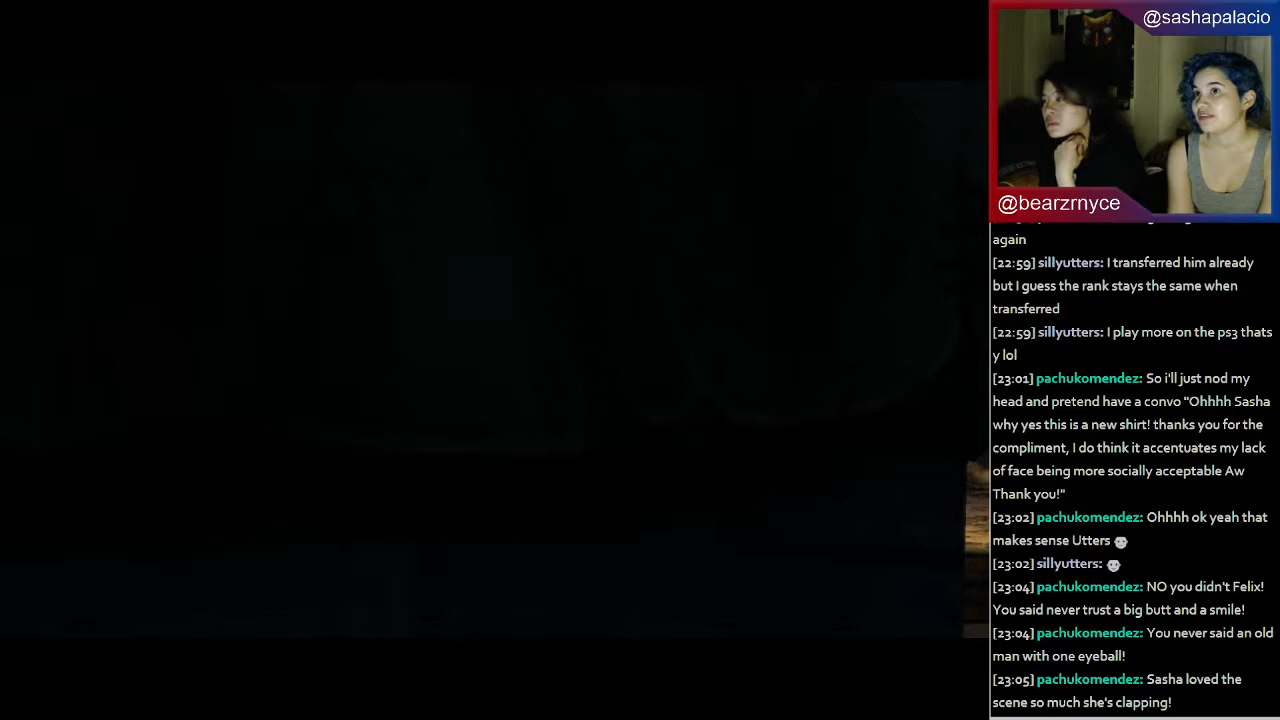 @sashapalacio
@bearzrnyce
again
[22:59] sillyutters: I transferred him already
but I guess the rank stays the same when
transferred
[22:59] sillyutters: I play more on the ps3 thats
y lol
[23:01] pachukomendez: So i'll just nod my
head and pretend have a convo "Ohhhh Sasha
why yes this is a new shirt! thanks you for the
compliment, I do think it accentuates my lack
of face being more socially acceptable Aw
Thank you!"
[23:02] pachukomendez: Ohhhh ok yeah that
makes sense Utters
[23:02] sillyutters:
[23:04] pachukomendez: NO you didn't Felix!
You said never trust a big butt and a smile!
[23:04] pachukomendez: You never said an old
man with one eyeball!
[23:05] pachukomendez: Sasha loved the
scene so much she's clapping!